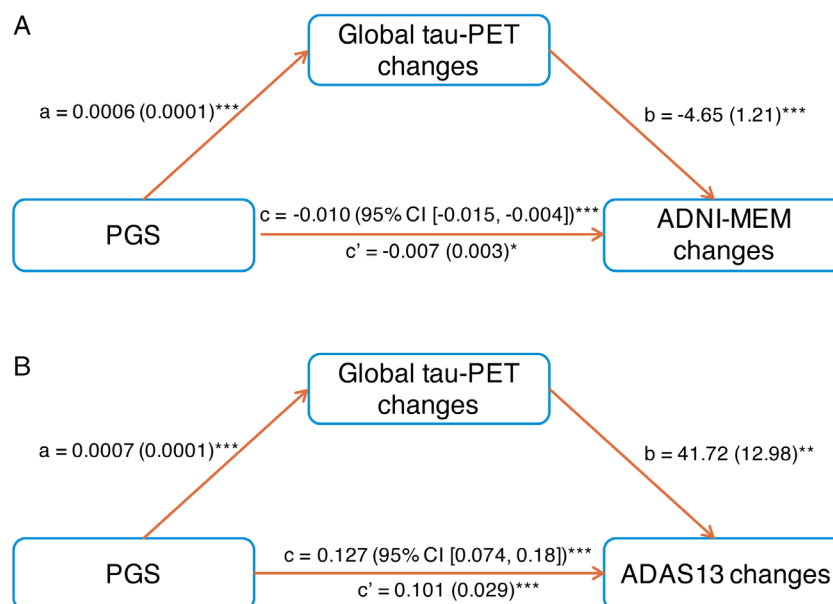 A
Global tau-PET
changes
a = 0.0006 (0.0001)***
b = -4.65 (1.21)***
PGS
c = -0.010 (95% CI [-0.015, -0.004])***
c' = -0.007 (0.003)*
ADNI-MEM
changes
B
Global tau-PET
changes
a = 0.0007 (0.0001)***
b = 41.72 (12.98)**
PGS
c = 0.127 (95% CI [0.074, 0.18])***
c' = 0.101 (0.029)***
ADAS13 changes